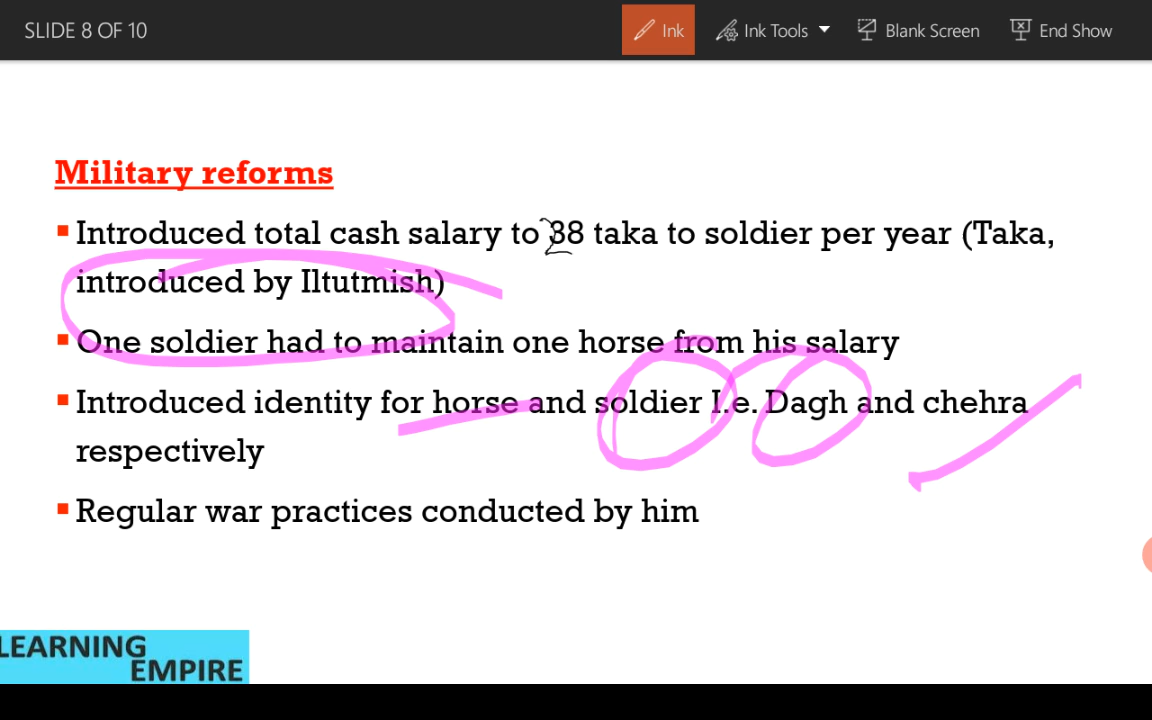 SLIDE 8 OF 10
Ink
Ink Tools
Blank Screen
End Show
Military reforms
▪ Introduced total cash salary to 238 taka to soldier per year (Taka,
introduced by Iltutmish)
▪ One soldier had to maintain one horse from his salary
▪ Introduced identity for horse and soldier I.e. Dagh and chehra
respectively
▪ Regular war practices conducted by him
LEARNING
EMPIRE